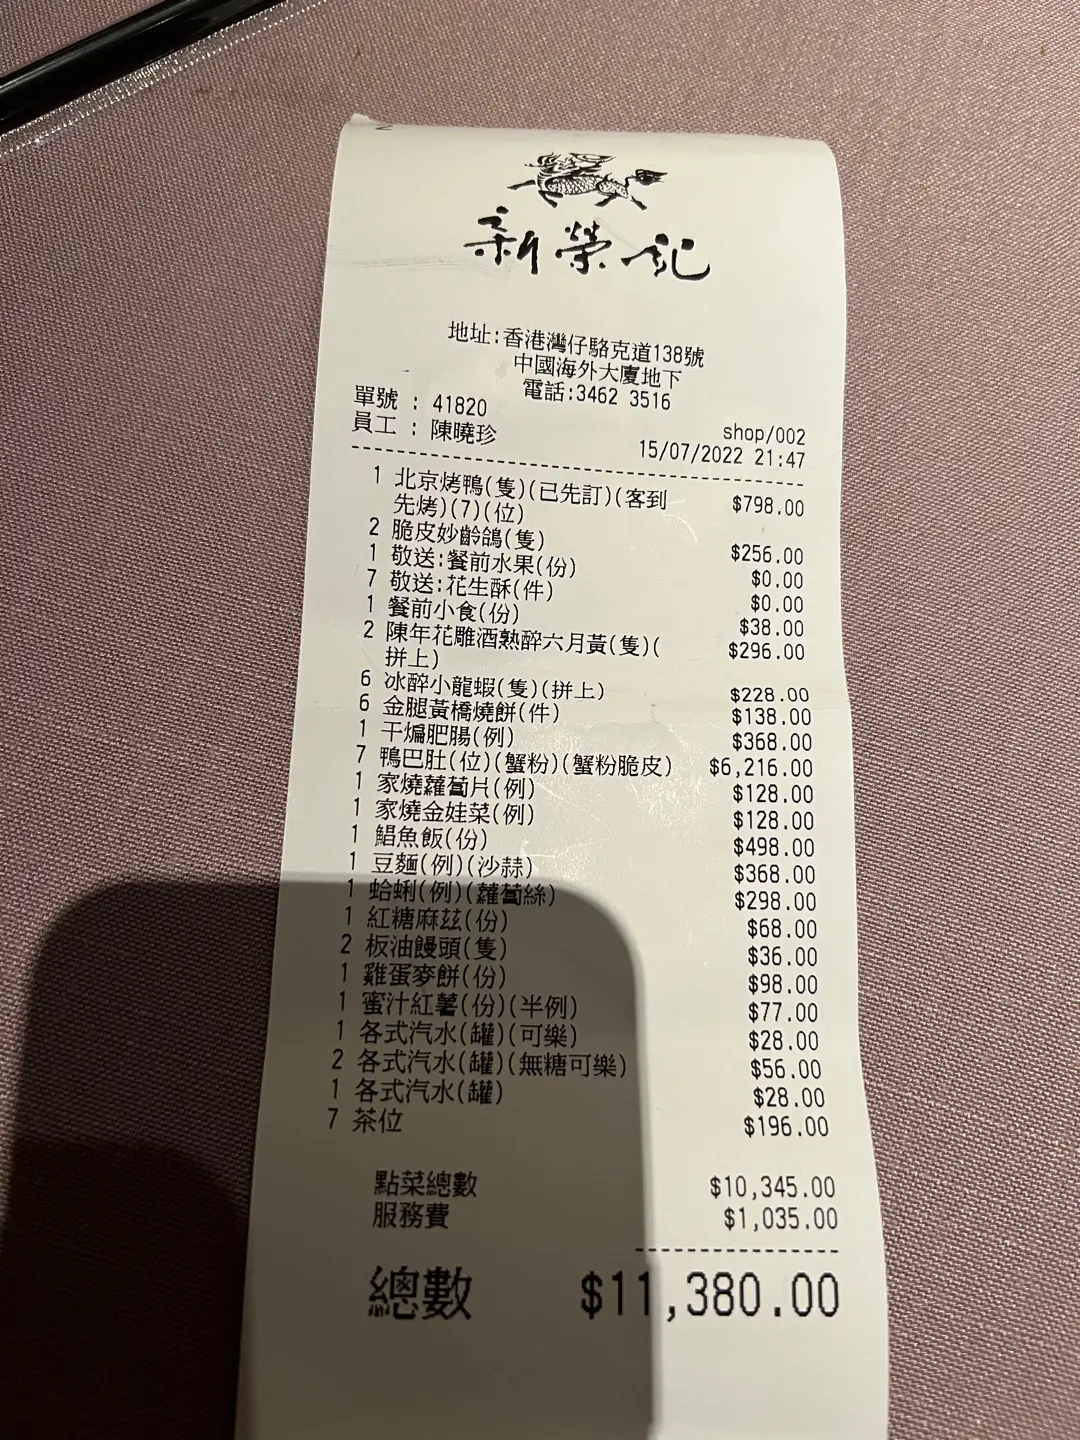 新榮記
地址:香港灣仔駱克道138號
中國海外大廈地下
電話:3462 3516
單號 : 41820
shop/002
員工 : 陳曉珍 15/07/2022 21:47
1 北京烤鴨(隻)(已先訂)(客到 $798.00
先烤)(7)(位)
2 脆皮妙齡鴿(隻) $256.00
1 敬送:餐前水果(份) $0.00
7 敬送:花生酥(件) $0.00
1 餐前小食(份) $38.00
2 陳年花雕酒熟醉六月黃(隻)( $296.00
拼上)
6 冰醉小龍蝦(隻)(拼上) $228.00
6 金腿黃橋燒餅(件) $138.00
1 干煸肥腸(例) $368.00
7 鴨巴肚(位)(蟹粉)(蟹粉脆皮) $6,216.00
1 家燒蘿蔔片(例) $128.00
1 家燒金娃菜(例) $128.00
1 鯧魚飯(份) $498.00
1 豆麵(例)(沙蒜) $368.00
1 蛤蜊(例)(蘿蔔絲) $298.00
1 紅糖麻茲(份) $68.00
2 板油饅頭(隻) $36.00
1 雞蛋麥餅(份) $98.00
1 蜜汁紅薯(份)(半例) $77.00
1 各式汽水(罐)(可樂) $28.00
2 各式汽水(罐)(無糖可樂) $56.00
1 各式汽水(罐) $28.00
7 茶位 $196.00
點菜總數 $10,345.00
服務費 $1,035.00
總數 $11,380.00